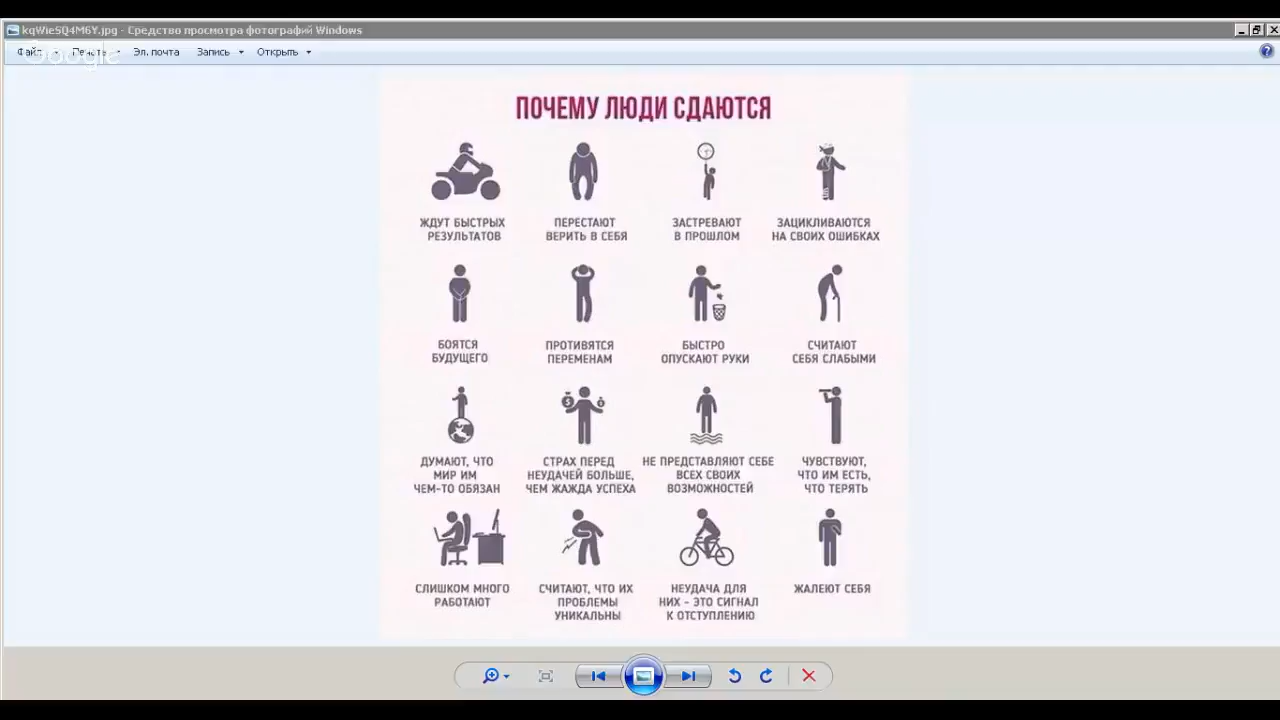 kqWieSQ4M6Y.jpg - Средство просмотра фотографий Windows
Файл Печать Эл. почта Запись Открыть
Google
ПОЧЕМУ ЛЮДИ СДАЮТСЯ
ЖДУТ БЫСТРЫХ
РЕЗУЛЬТАТОВ
ПЕРЕСТАЮТ
ВЕРИТЬ В СЕБЯ
ЗАСТРЕВАЮТ
В ПРОШЛОМ
ЗАЦИКЛИВАЮТСЯ
НА СВОИХ ОШИБКАХ
БОЯТСЯ
БУДУЩЕГО
ПРОТИВЯТСЯ
ПЕРЕМЕНАМ
БЫСТРО
ОПУСКАЮТ РУКИ
СЧИТАЮТ
СЕБЯ СЛАБЫМИ
ДУМАЮТ, ЧТО
МИР ИМ
ЧЕМ-ТО ОБЯЗАН
СТРАХ ПЕРЕД
НЕУДАЧЕЙ БОЛЬШЕ,
ЧЕМ ЖАЖДА УСПЕХА
НЕ ПРЕДСТАВЛЯЮТ СЕБЕ
ВСЕХ СВОИХ
ВОЗМОЖНОСТЕЙ
ЧУВСТВУЮТ,
ЧТО ИМ ЕСТЬ,
ЧТО ТЕРЯТЬ
СЛИШКОМ МНОГО
РАБОТАЮТ
СЧИТАЮТ, ЧТО ИХ
ПРОБЛЕМЫ
УНИКАЛЬНЫ
НЕУДАЧА ДЛЯ
НИХ - ЭТО СИГНАЛ
К ОТСТУПЛЕНИЮ
ЖАЛЕЮТ СЕБЯ